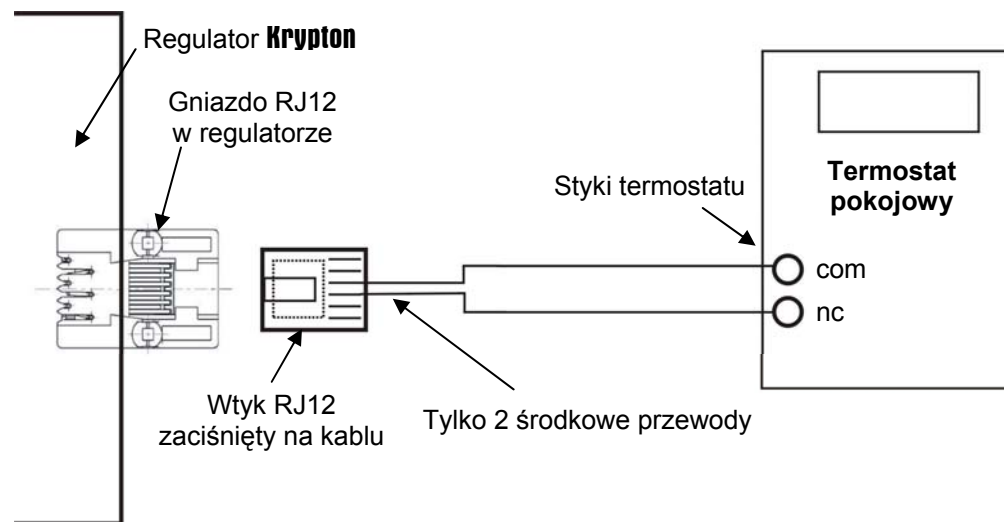 Regulator Krypton
Gniazdo RJ12
w regulatorze
Termostat
pokojowy
Styki termostatu
com
nc
Wtyk RJ12
zaciśnięty na kablu
Tylko 2 środkowe przewody